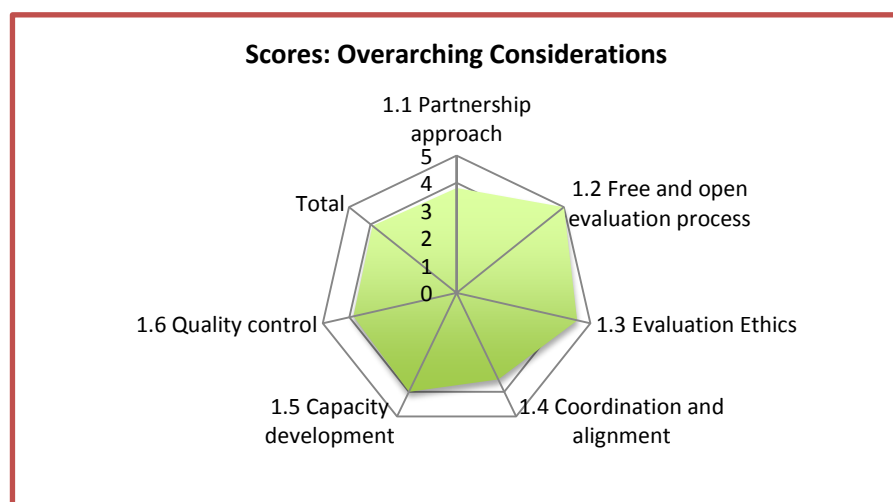 Scores: Overarching Considerations
1.1 Partnership
approach
5
4
3
2
1
0
1.2 Free and open
evaluation process
1.3 Evaluation Ethics
1.4 Coordination and
alignment
1.5 Capacity
development
1.6 Quality control
Total